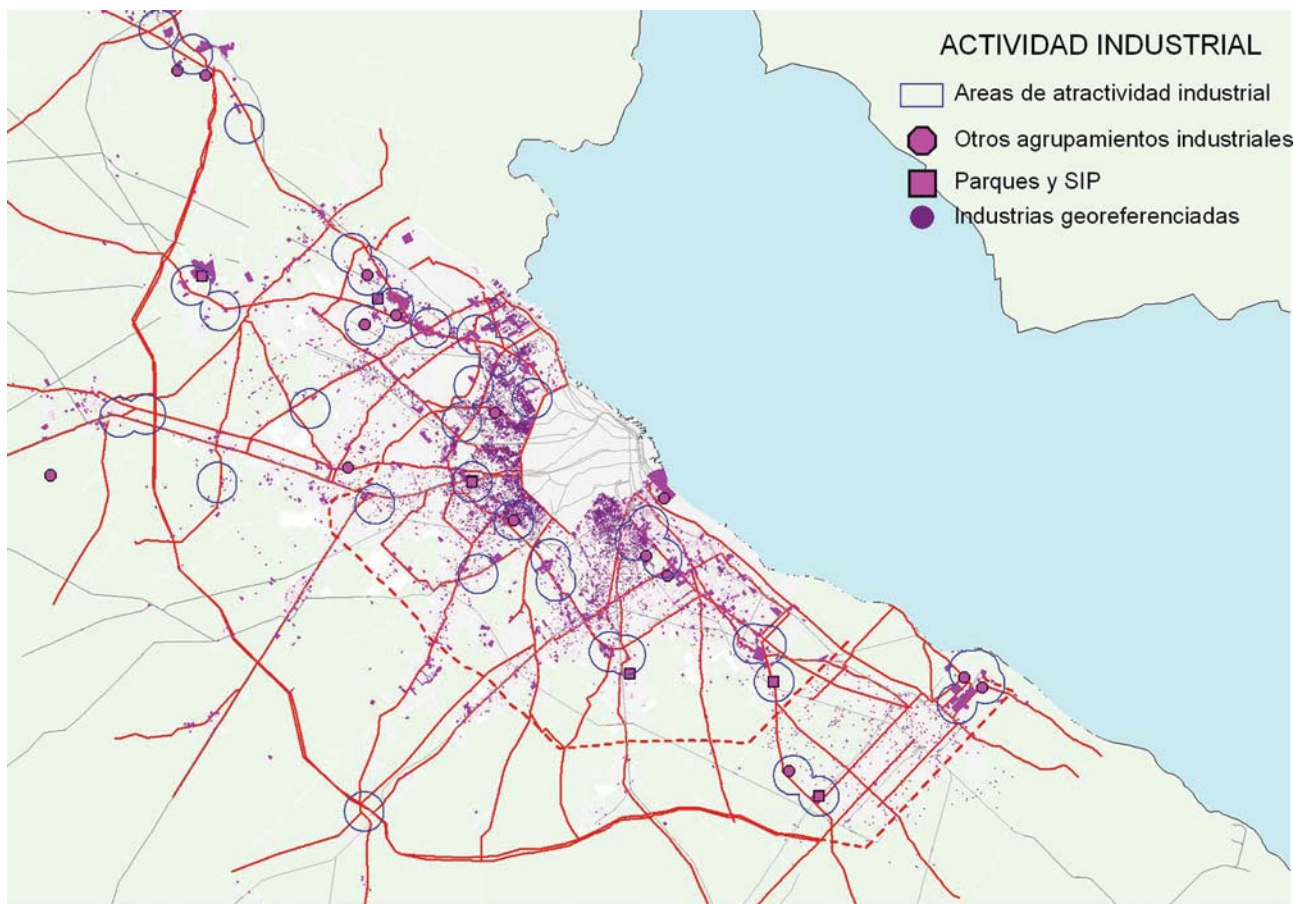 ACTIVIDAD INDUSTRIAL
Areas de atractividad industrial
Otros agrupamientos industriales
Parques y SIP
Industrias georeferenciadas